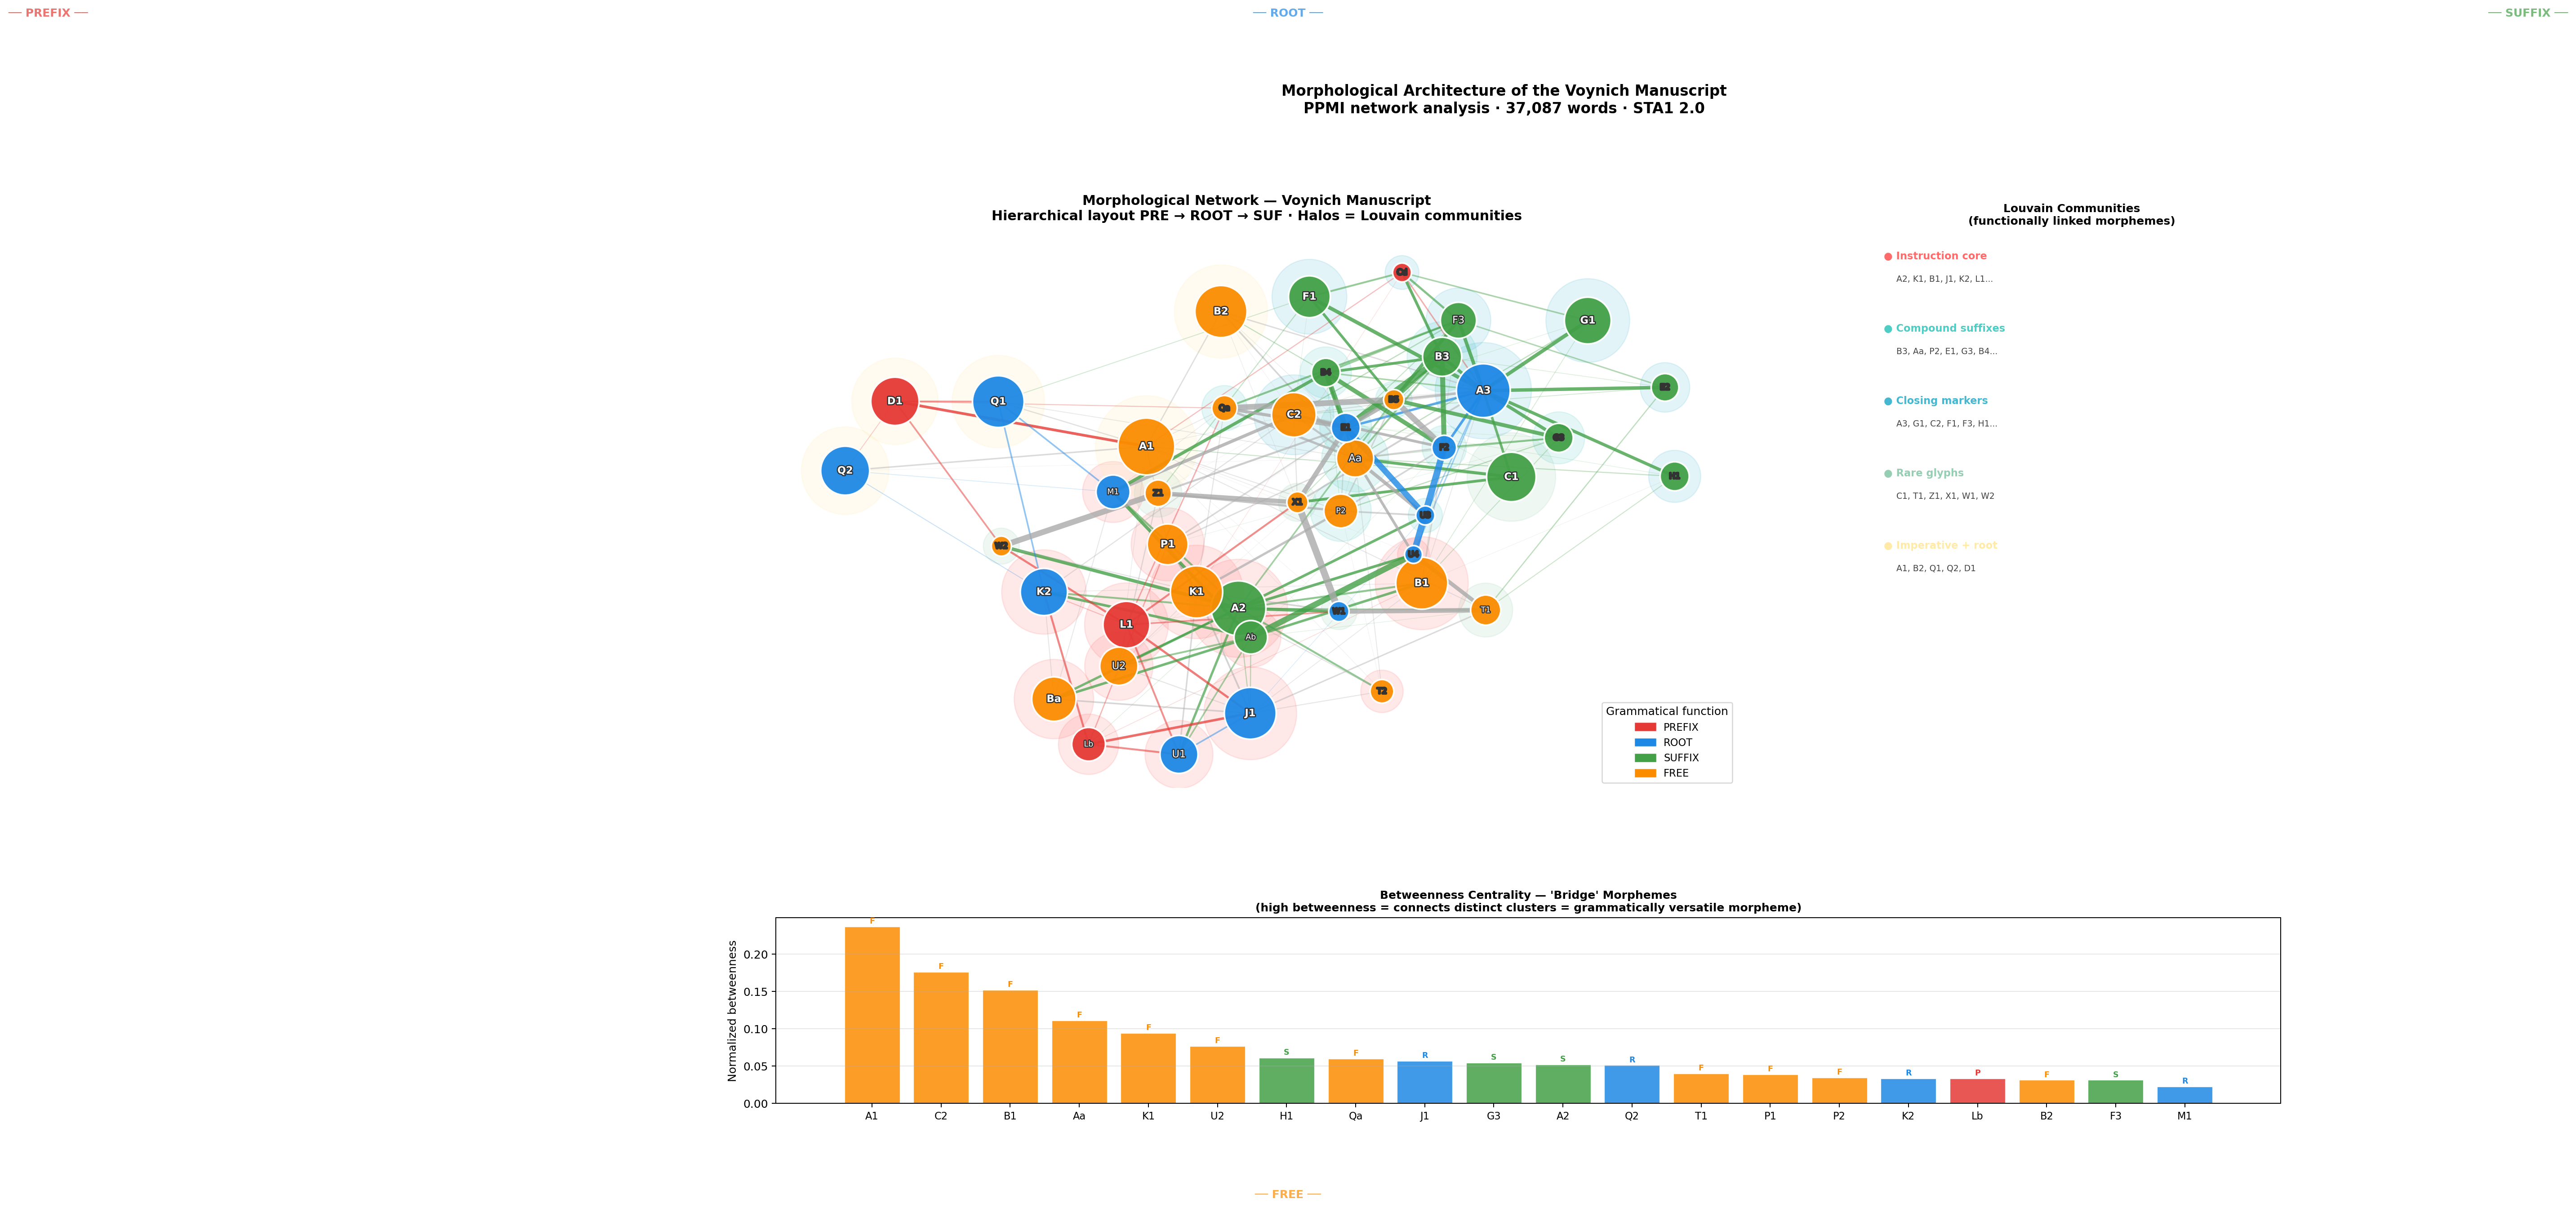 — PREFIX —
— ROOT —
— SUFFIX —
Morphological Architecture of the Voynich Manuscript
PPMI network analysis · 37,087 words · STA1 2.0
Morphological Network — Voynich Manuscript
Hierarchical layout PRE → ROOT → SUF · Halos = Louvain communities
F1
B2
F3
G1
B3
B4
A3
D1
Q1
Qa
C2
A1
Aa
Q2
C1
H1
M1
Z1
X1
P2
W2
P1
U4
B1
K2
K1
A2
W1
T1
L1
Ab
U2
T2
Ba
J1
Lb
U1
Grammatical function
PREFIX
ROOT
SUFFIX
FREE
Louvain Communities
(functionally linked morphemes)
● Instruction core
A2, K1, B1, J1, K2, L1...
● Compound suffixes
B3, Aa, P2, E1, G3, B4...
● Closing markers
A3, G1, C2, F1, F3, H1...
● Rare glyphs
C1, T1, Z1, X1, W1, W2
● Imperative + root
A1, B2, Q1, Q2, D1
Betweenness Centrality — 'Bridge' Morphemes
(high betweenness = connects distinct clusters = grammatically versatile morpheme)
Normalized betweenness
0.20
0.15
0.10
0.05
0.00
F F F F F F S F R S S R F F F R P F S R
A1 C2 B1 Aa K1 U2 H1 Qa J1 G3 A2 Q2 T1 P1 P2 K2 Lb B2 F3 M1
— FREE —